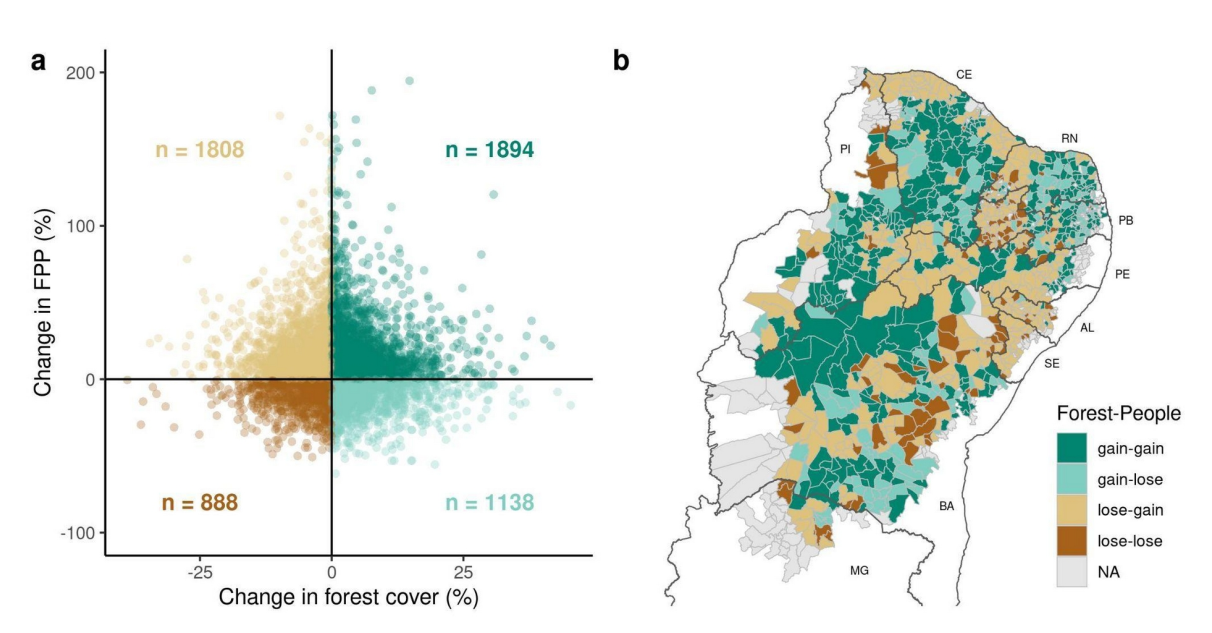 a
200
100
0
-100
Change in FPP (%)
n = 1808
n = 1894
n = 888
n = 1138
-25
0
25
Change in forest cover (%)
b
CE
RN
PI
PB
PE
AL
SE
BA
MG
Forest-People
gain-gain
gain-lose
lose-gain
lose-lose
NA